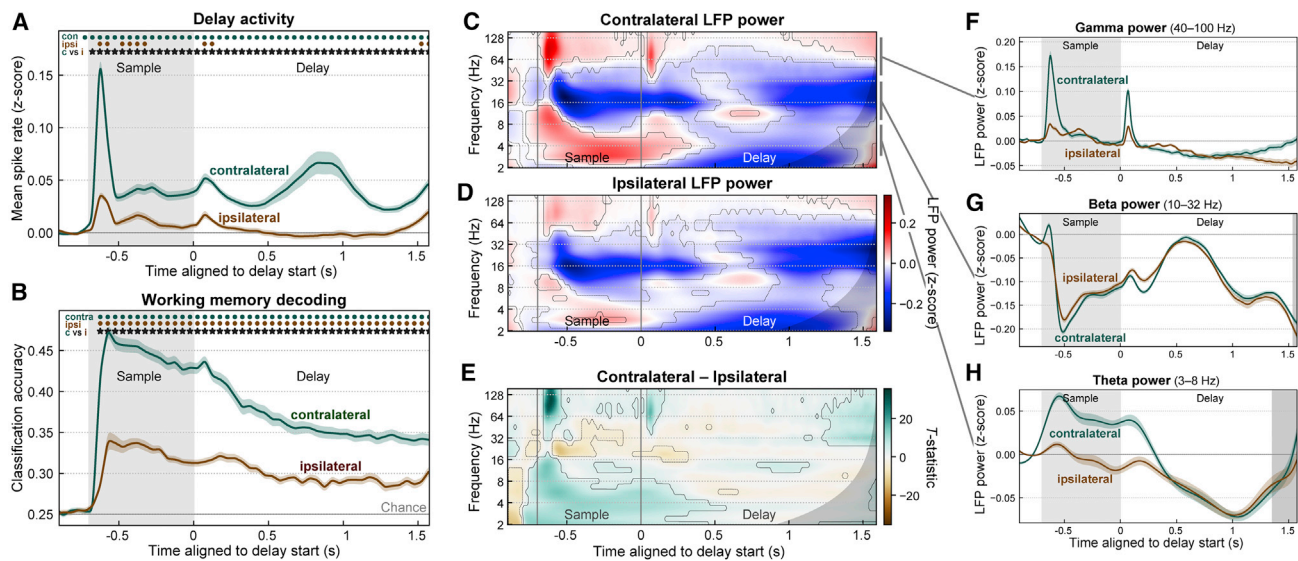 A
Delay activity
con
ipsi
c vs i
Sample
Delay
contralateral
ipsilateral
0.15
0.10
0.05
0.00
Mean spike rate (z-score)
-0.5
0
0.5
1
1.5
Time aligned to delay start (s)
B
Working memory decoding
contra
ipsi
c vs i
Sample
Delay
contralateral
ipsilateral
Chance
0.45
0.40
0.35
0.30
0.25
Classification accuracy
-0.5
0
0.5
1
1.5
Time aligned to delay start (s)
C
Contralateral LFP power
128
64
32
16
8
4
2
Frequency (Hz)
Sample
Delay
D
Ipsilateral LFP power
128
64
32
16
8
4
2
Frequency (Hz)
Sample
Delay
-0.5
0
0.5
1
1.5
0.2
0.0
−0.2
LFP power (z-score)
E
Contralateral – Ipsilateral
128
64
32
16
8
4
2
Frequency (Hz)
Sample
Delay
-0.5
0
0.5
1
1.5
Time aligned to delay start (s)
20
0
−20
T-statistic
F
Gamma power (40–100 Hz)
Sample
Delay
contralateral
ipsilateral
0.20
0.15
0.10
0.05
0.00
−0.05
LFP power (z-score)
-0.5
0
0.5
1
1.5
G
Beta power (10–32 Hz)
Sample
Delay
ipsilateral
contralateral
0.00
−0.05
−0.10
−0.15
−0.20
LFP power (z-score)
-0.5
0
0.5
1
1.5
H
Theta power (3–8 Hz)
Sample
Delay
contralateral
ipsilateral
0.05
0.00
−0.05
LFP power (z-score)
-0.5
0
0.5
1
1.5
Time aligned to delay start (s)